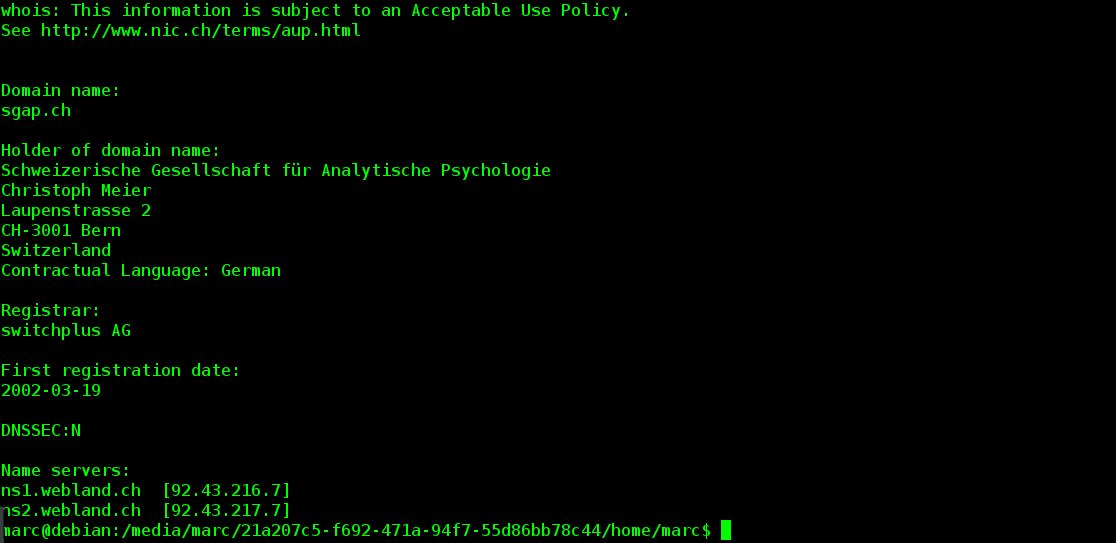 whois: This information is subject to an Acceptable Use Policy.
See http://www.nic.ch/terms/aup.html
Domain name:
sgap.ch
Holder of domain name:
Schweizerische Gesellschaft für Analytische Psychologie
Christoph Meier
Laupenstrasse 2
CH-3001 Bern
Switzerland
Contractual Language: German
Registrar:
switchplus AG
First registration date:
2002-03-19
DNSSEC:N
Name servers:
ns1.webland.ch  [92.43.216.7]
ns2.webland.ch  [92.43.217.7]
marc@debian:/media/marc/21a207c5-f692-471a-94f7-55d86bb78c44/home/marc$